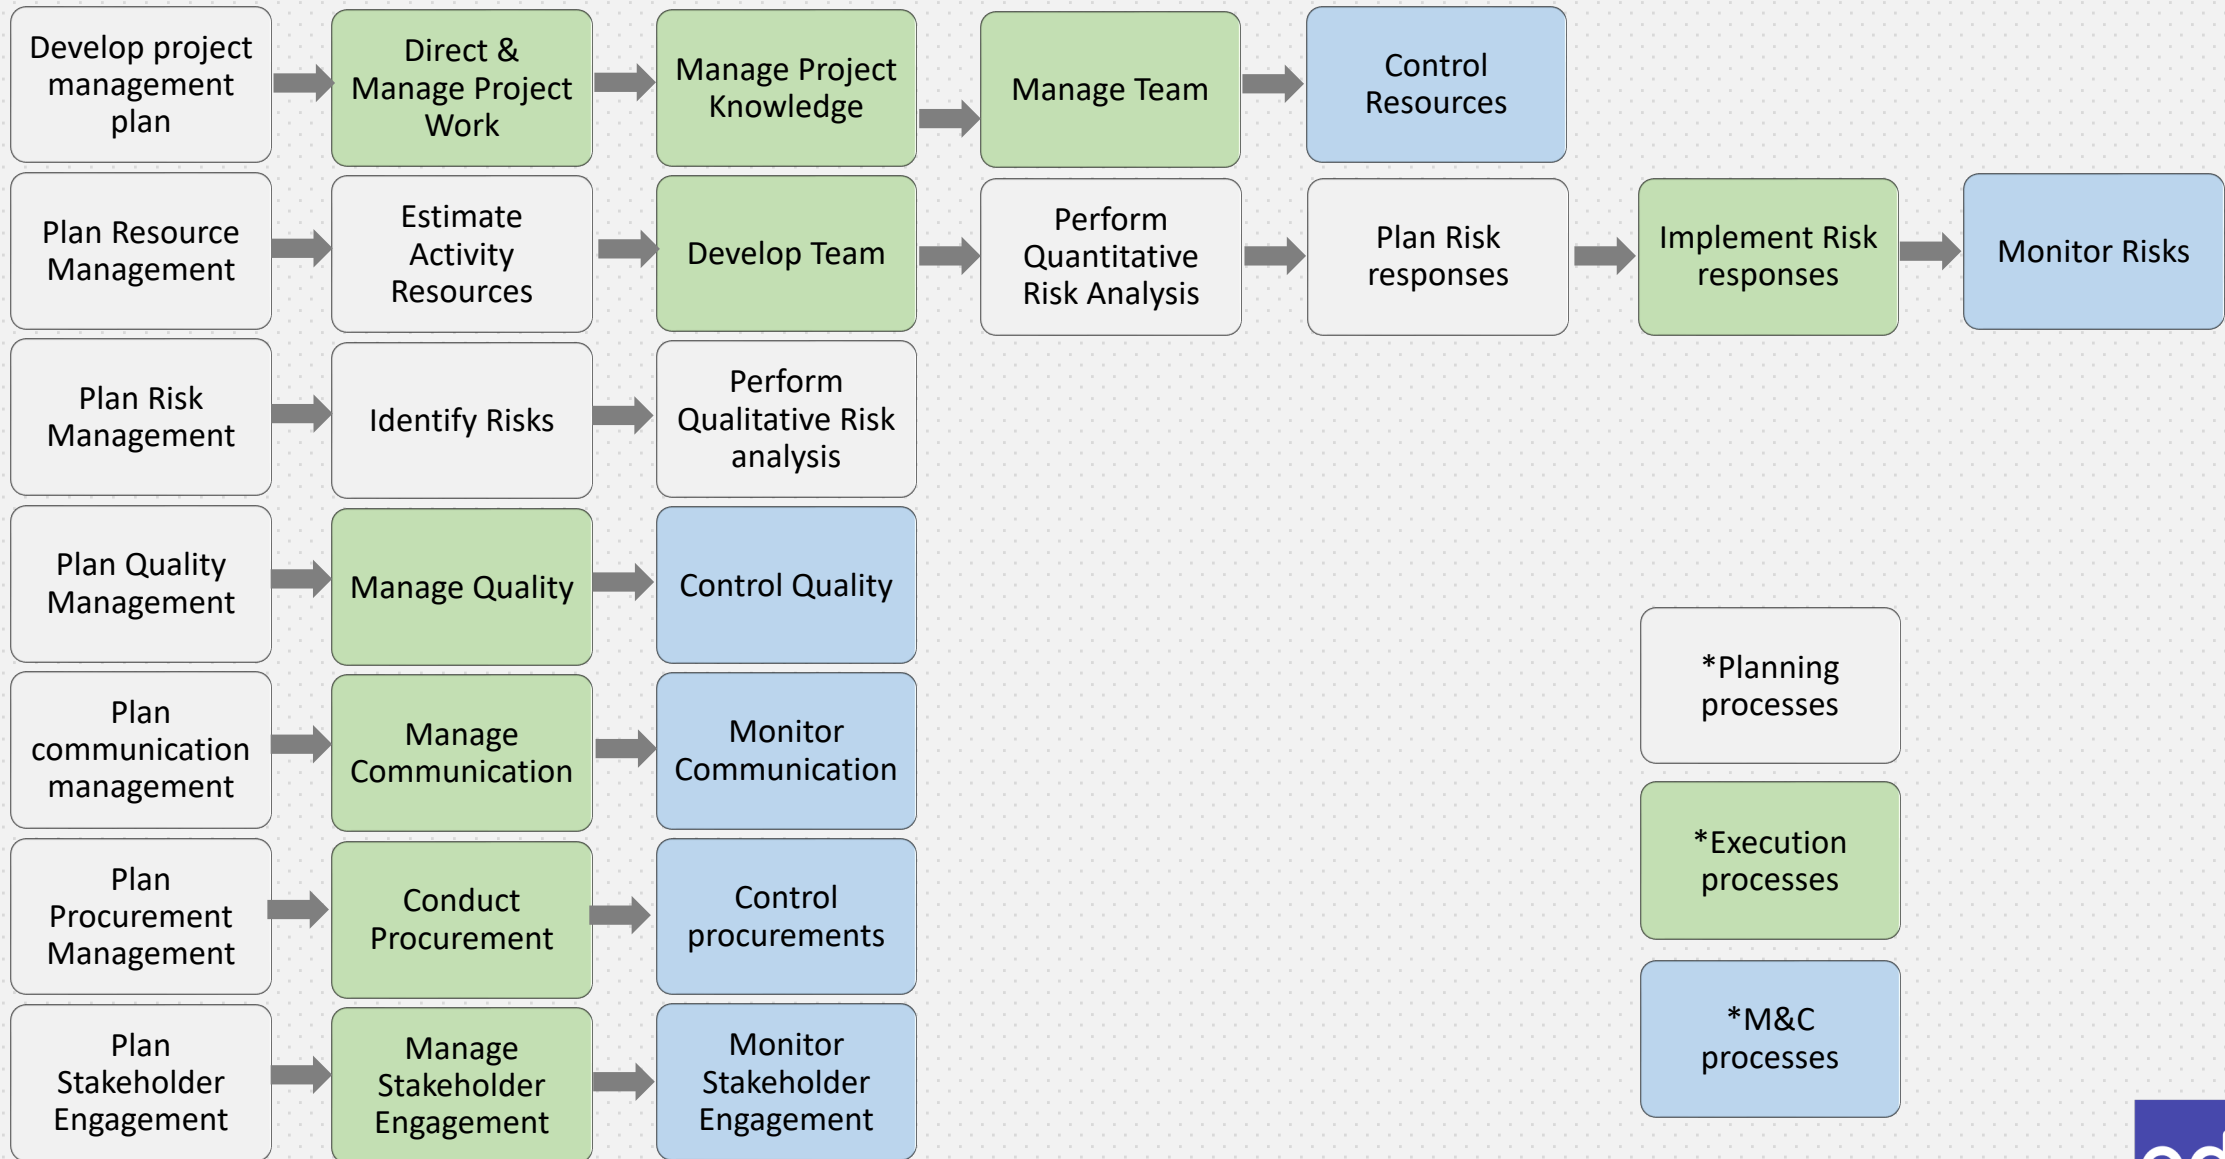 Develop project
management
plan
Direct &
Manage Project
Work
Manage Project
Knowledge
Manage Team
Control
Resources
Plan Resource
Management
Estimate
Activity
Resources
Develop Team
Perform
Quantitative
Risk Analysis
Plan Risk
responses
Implement Risk
responses
Monitor Risks
Plan Risk
Management
Identify Risks
Perform
Qualitative Risk
analysis
Plan Quality
Management
Manage Quality
Control Quality
Plan
communication
management
Manage
Communication
Monitor
Communication
Plan
Procurement
Management
Conduct
Procurement
Control
procurements
Plan
Stakeholder
Engagement
Manage
Stakeholder
Engagement
Monitor
Stakeholder
Engagement
*Planning
processes
*Execution
processes
*M&C
processes